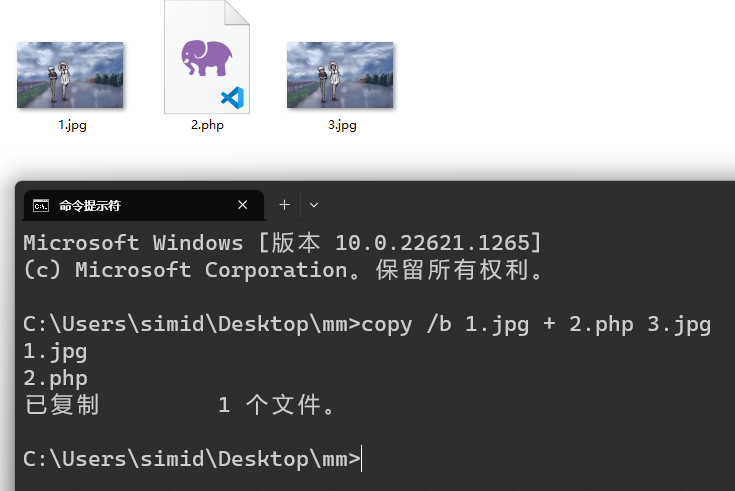 1.jpg
2.php
3.jpg
命令提示符
Microsoft Windows [版本 10.0.22621.1265]
(c) Microsoft Corporation。保留所有权利。
C:\Users\simid\Desktop\mm>copy /b 1.jpg + 2.php 3.jpg
1.jpg
2.php
已复制         1 个文件。
C:\Users\simid\Desktop\mm>